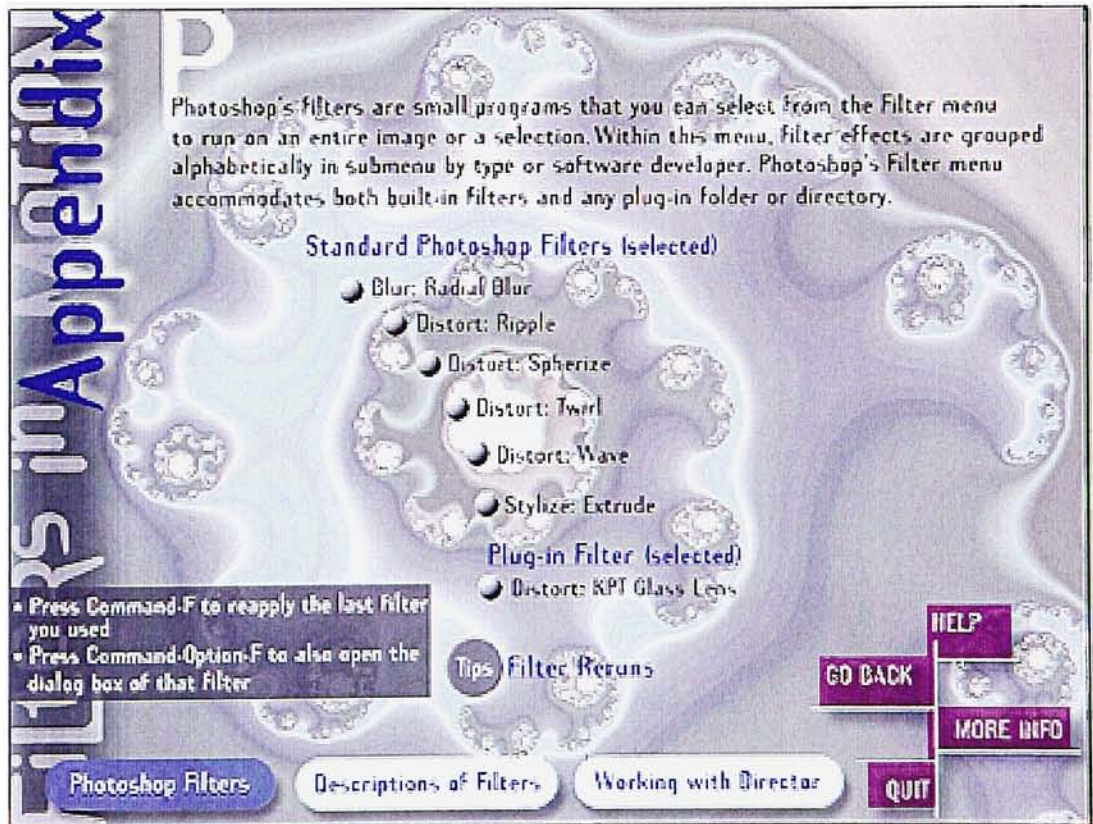 Appendix
FiLtERS in
P
Photoshop's filters are small programs that you can select from the Filter menu
to run on an entire image or a selection. Within this menu, filter effects are grouped
alphabetically in submenu by type or software developer. Photoshop's Filter menu
accommodates both built-in filters and any plug-in folder or directory.
Standard Photoshop Filters (selected)
Blur: Radial Blur
Distort: Ripple
Distort: Spherize
Distort: Twirl
Distort: Wave
Stylize: Extrude
Plug-in Filter (selected)
Distort: KPT Glass Lens
• Press Command-F to reapply the last filter
you used
• Press Command-Option-F to also open the
dialog box of that filter
Tips Filter Reruns
HELP
GO BACK
MORE INFO
QUIT
Photoshop Filters
Descriptions of Filters
Working with Director